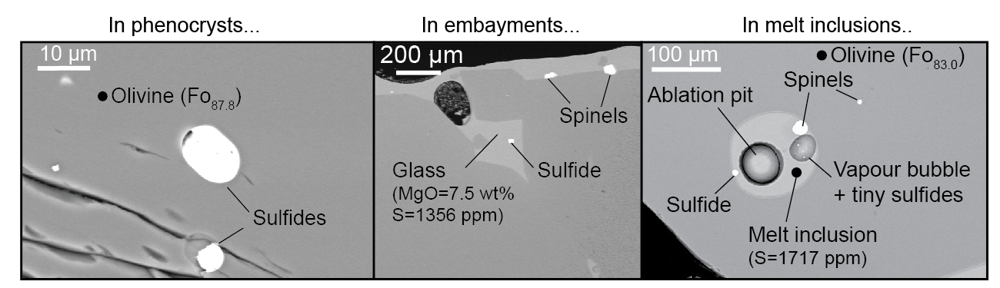 In phenocrysts...
In embayments...
In melt inclusions..
10 µm
Olivine (Fo87.8)
Sulfides
200 µm
Spinels
Glass
(MgO=7.5 wt%
S=1356 ppm)
Sulfide
100 µm
Olivine (Fo83.0)
Spinels
Ablation pit
Vapour bubble
+ tiny sulfides
Sulfide
Melt inclusion
(S=1717 ppm)